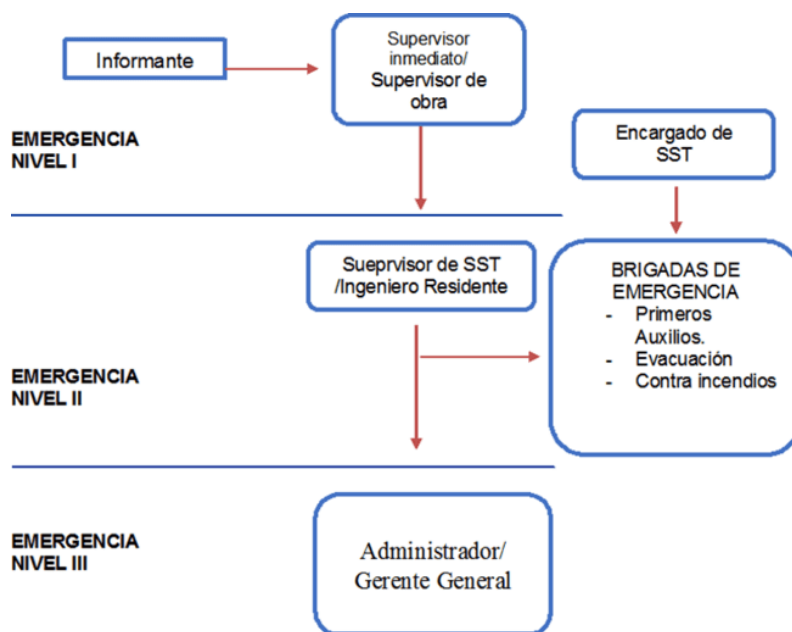 Informante
Supervisor
inmediato/
Supervisor de
obra
EMERGENCIA
NIVEL I
Encargado de
SST
Sueprvisor de SST
/Ingeniero Residente
BRIGADAS DE
EMERGENCIA
- Primeros
Auxilios.
- Evacuación
- Contra incendios
EMERGENCIA
NIVEL II
EMERGENCIA
NIVEL III
Administrador/
Gerente General